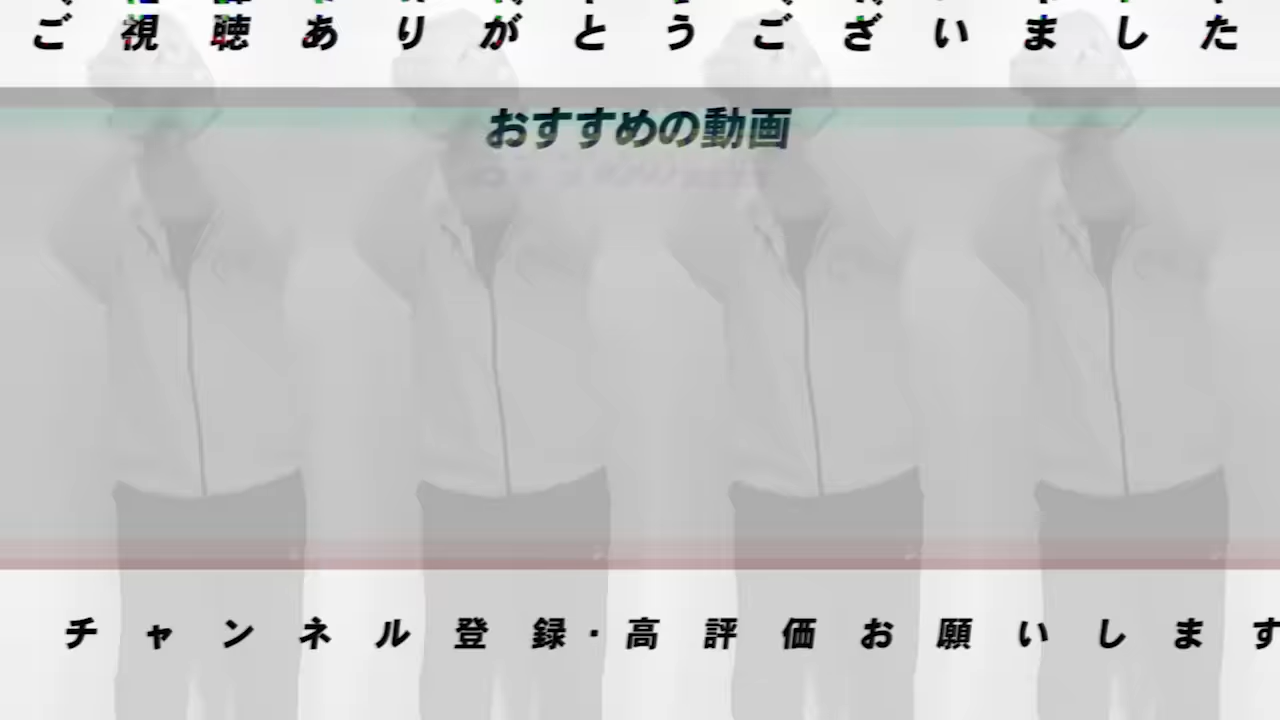 ご視聴ありがとうございました
おすすめの動画
チャンネル登録・高評価お願いします